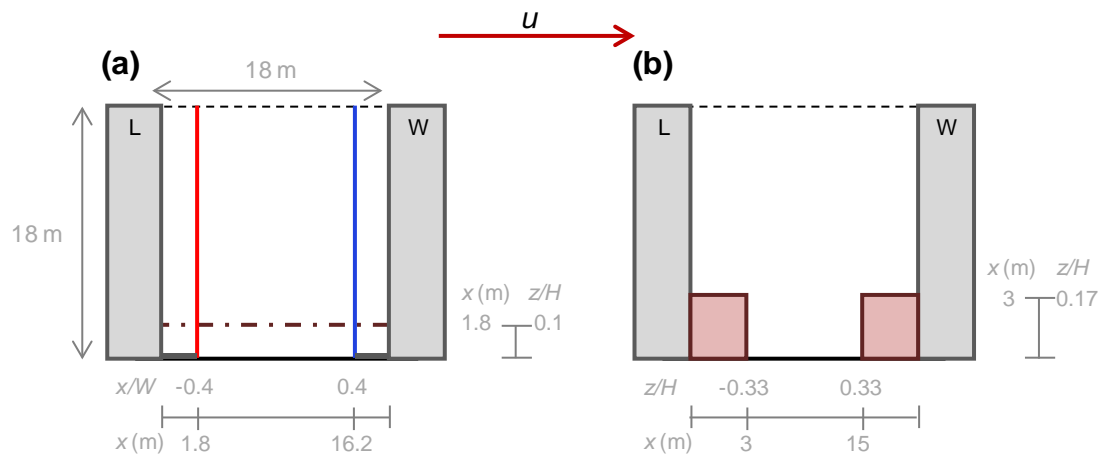 u
(a)
18 m
(b)
L
W
L
W
18 m
x (m) z/H
1.8 0.1
x (m) z/H
3 0.17
x/W -0.4 0.4
z/H -0.33 0.33
x (m) 1.8 16.2
x (m) 3 15